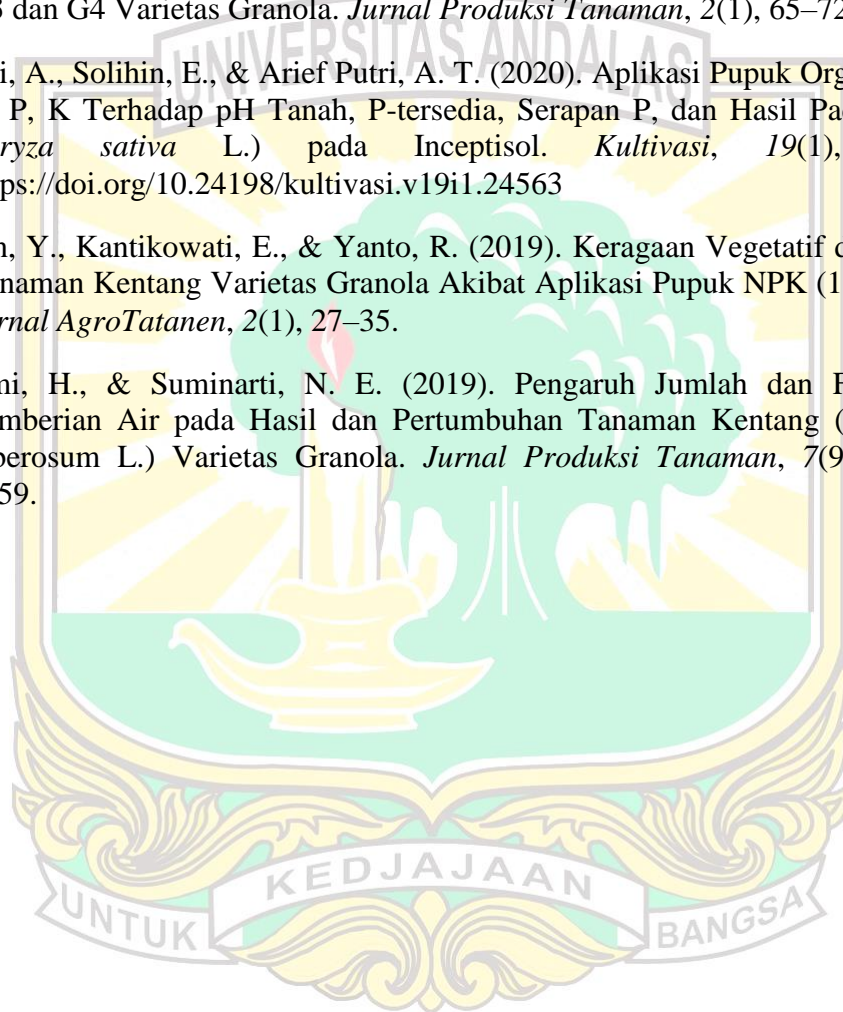 3 dan G4 Varietas Granola. Jurnal Produksi Tanaman, 2(1), 65–72
UNIVERSITAS ANDALAS
i, A., Solihin, E., & Arief Putri, A. T. (2020). Aplikasi Pupuk Org
P, K Terhadap pH Tanah, P-tersedia, Serapan P, dan Hasil Pa
ryza sativa L.) pada Inceptisol. Kultivasi, 19(1),
ps://doi.org/10.24198/kultivasi.v19i1.24563
n, Y., Kantikowati, E., & Yanto, R. (2019). Keragaan Vegetatif
naman Kentang Varietas Granola Akibat Aplikasi Pupuk NPK (1
rnal AgroTatanen, 2(1), 27–35.
mi, H., & Suminarti, N. E. (2019). Pengaruh Jumlah dan F
mberian Air pada Hasil dan Pertumbuhan Tanaman Kentang (
berosum L.) Varietas Granola. Jurnal Produksi Tanaman, 7(9
59.
UNTUK KEDJAJAAN BANGSA